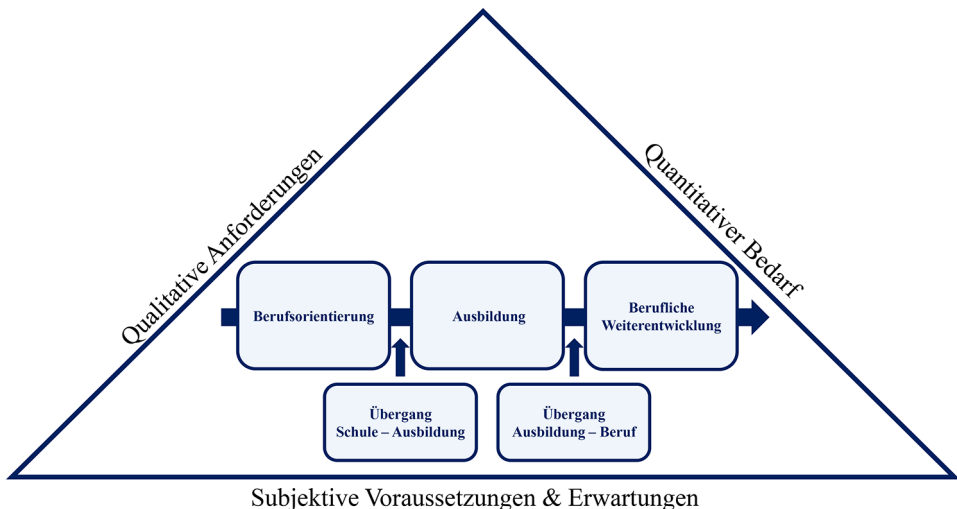 Qualitative Anforderungen
Quantitativer Bedarf
Berufsorientierung
Ausbildung
Berufliche
Weiterentwicklung
Übergang
Schule – Ausbildung
Übergang
Ausbildung – Beruf
Subjektive Voraussetzungen & Erwartungen